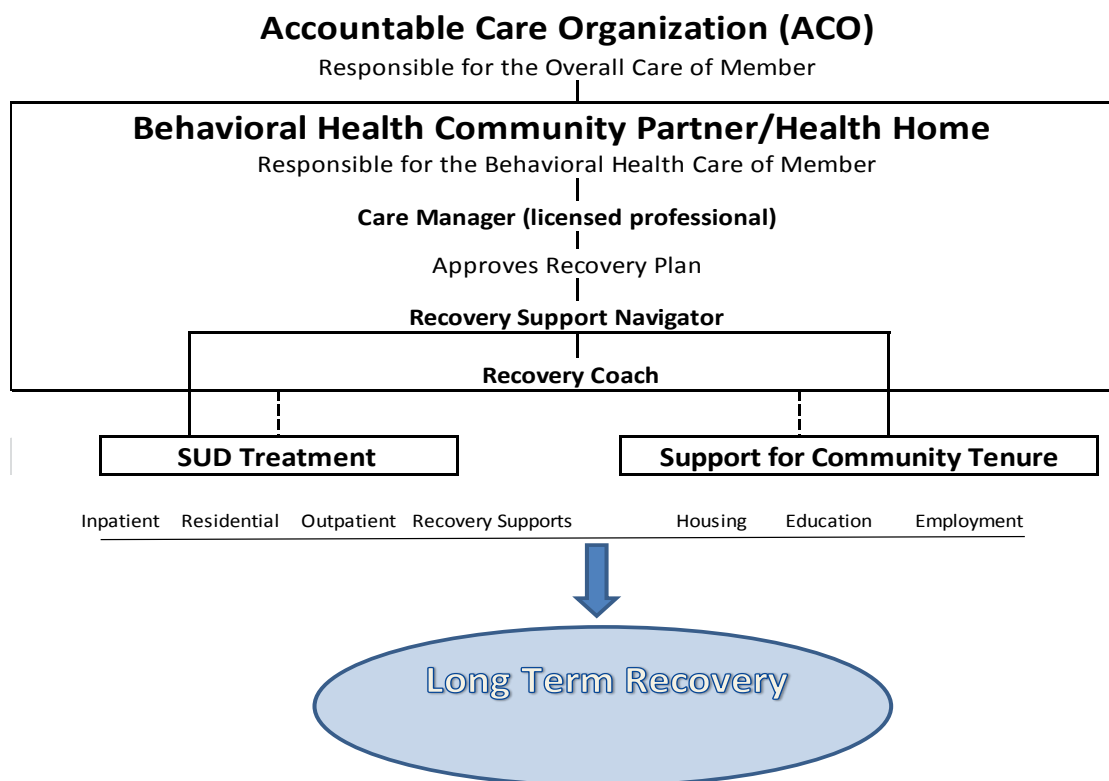 Accountable Care Organization (ACO)
Responsible for the Overall Care of Member
Behavioral Health Community Partner/Health Home
Responsible for the Behavioral Health Care of Member
Care Manager (licensed professional)
Approves Recovery Plan
Recovery Support Navigator
Recovery Coach
SUD Treatment Support for Community Tenure
Inpatient Residential Outpatient Recovery Supports Housing Education Employment
Long Term Recovery